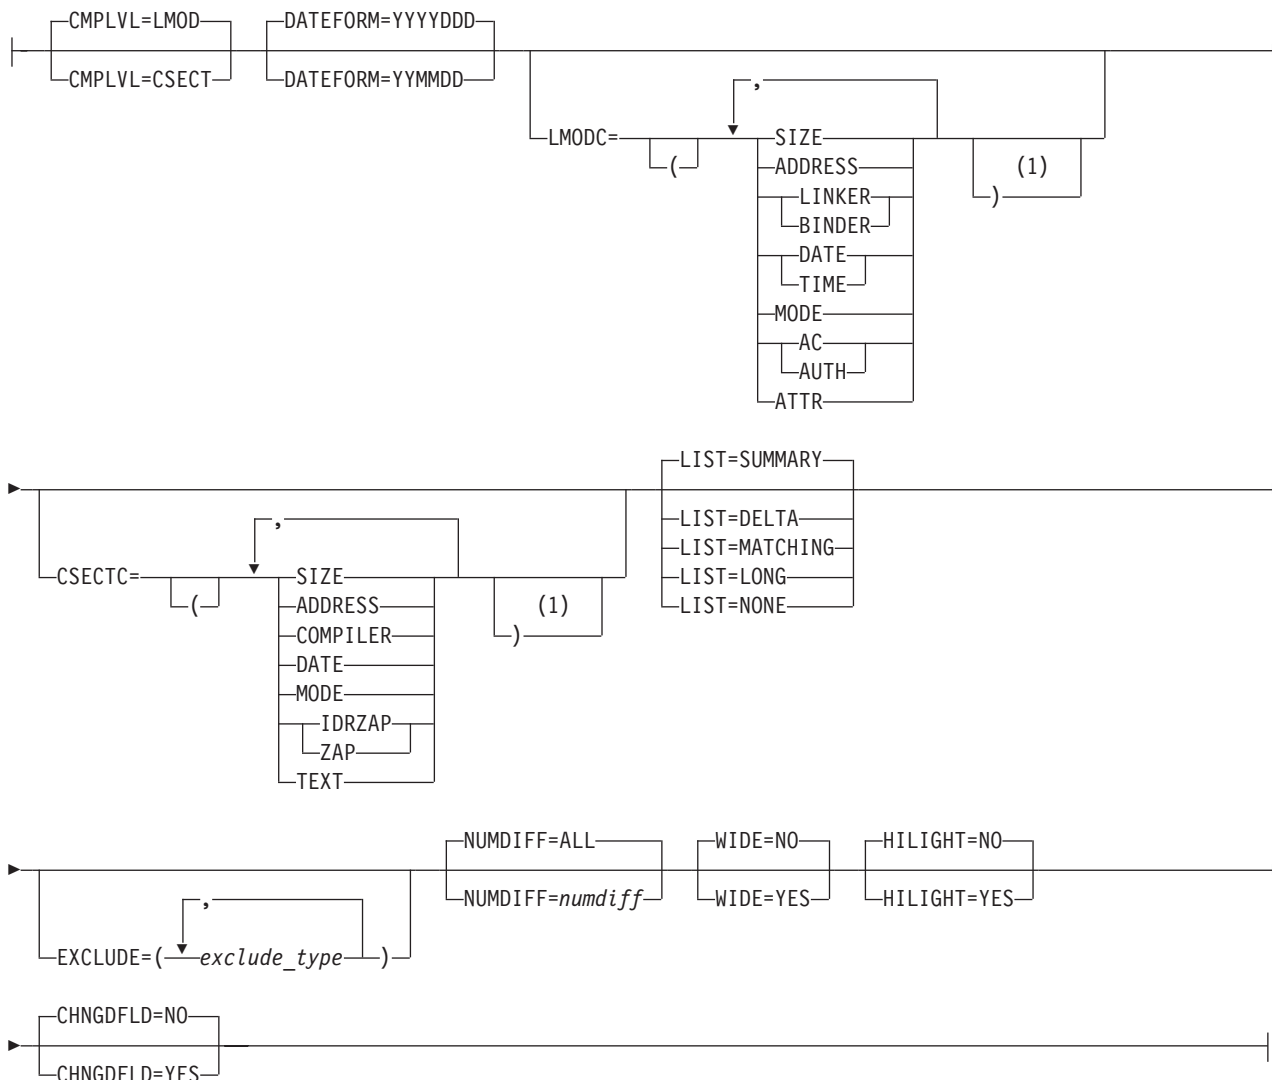 CMPLVL=LMOD DATEFORM=YYYYDDD
CMPLVL=CSECT DATEFORM=YYMMDD
,
LMODC= SIZE
( ADDRESS (1)
LINKER )
BINDER
DATE
TIME
MODE
AC
AUTH
ATTR
LIST=SUMMARY
, LIST=DELTA
LIST=MATCHING
CSECTC= SIZE LIST=LONG
( ADDRESS (1) LIST=NONE
COMPILER )
DATE
MODE
IDRZAP
ZAP
TEXT
NUMDIFF=ALL WIDE=NO HILIGHT=NO
, NUMDIFF=numdiff WIDE=YES HILIGHT=YES
EXCLUDE=( exclude_type )
CHNGDFLD=NO
CHNGDFLD=YES